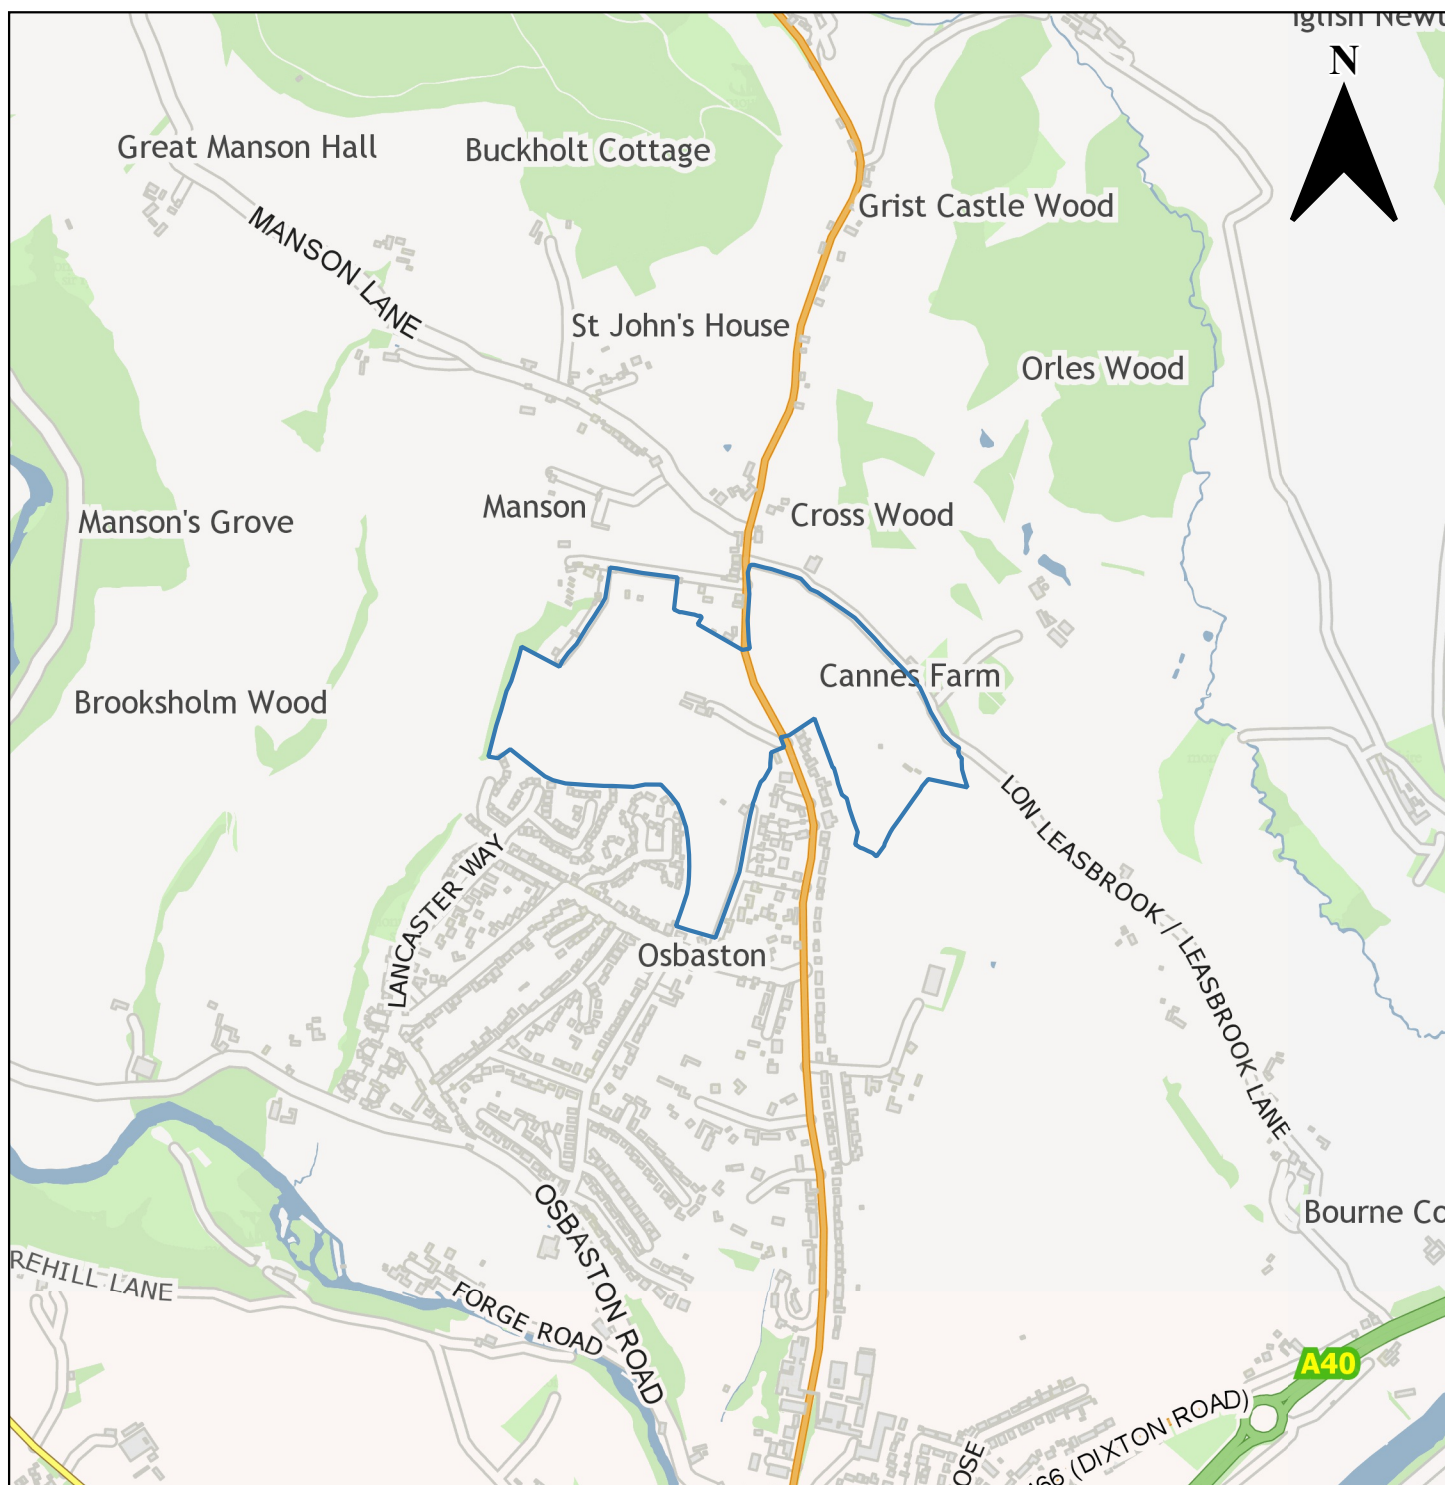 N
Great Manson Hall
Buckholt Cottage
Grist Castle Wood
MANSON LANE
St John's House
Orles Wood
Manson
Cross Wood
Manson's Grove
Cannes Farm
Brooksholm Wood
LON LEASBROOK / LEASBROOK LANE
LANCASTER WAY
Osbaston
Bourne Co
OSBASTON ROAD
REHILL LANE
FORGE ROAD
A40
66 (DIXTON ROAD)
OSE